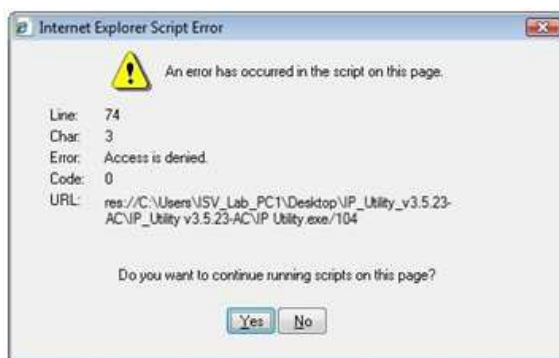 Internet Explorer Script Error
An error has occurred in the script on this page.
Line: 74
Char: 3
Error: Access is denied.
Code: 0
URL: res://C:\Users\ISV_Lab_PC1\Desktop\IP_Utility_v3.5.23-
AC\IP_Utility v3.5.23-AC\IP Utility.exe/104
Do you want to continue running scripts on this page?
Yes No